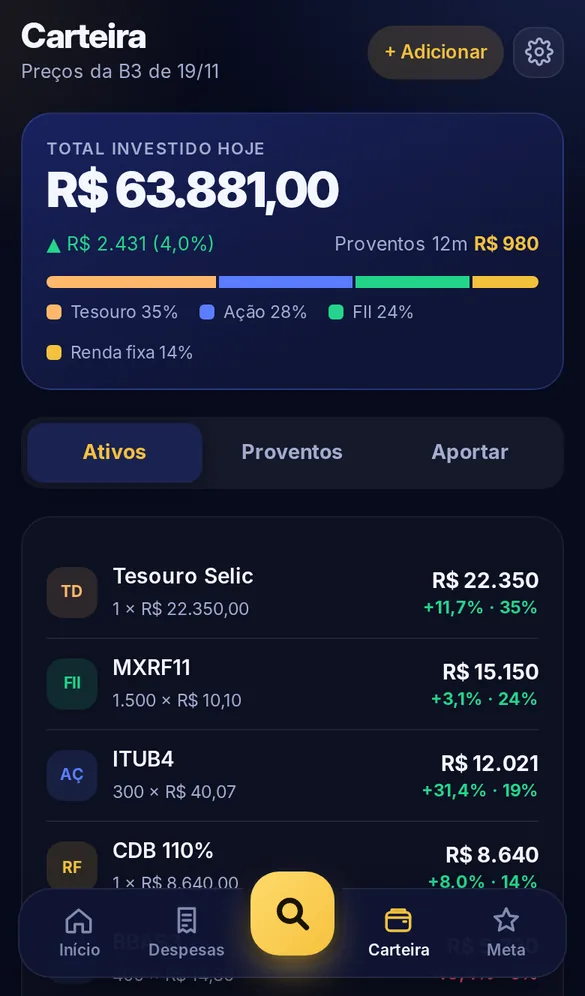 Carteira
Preços da B3 de 19/11
+ Adicionar
TOTAL INVESTIDO HOJE
R$ 63.881,00
▲ R$ 2.431 (4,0%)
Proventos 12m R$ 980
Tesouro 35% Ação 28% FII 24%
Renda fixa 14%
Ativos Proventos Aportar
TD
Tesouro Selic
1 × R$ 22.350,00
R$ 22.350
+11,7% · 35%
FII
MXRF11
1.500 × R$ 10,10
R$ 15.150
+3,1% · 24%
AÇ
ITUB4
300 × R$ 40,07
R$ 12.021
+31,4% · 19%
RF
CDB 110%
1 × R$ 8.640,00
R$ 8.640
+8,0% · 14%
Início Despesas Carteira Meta